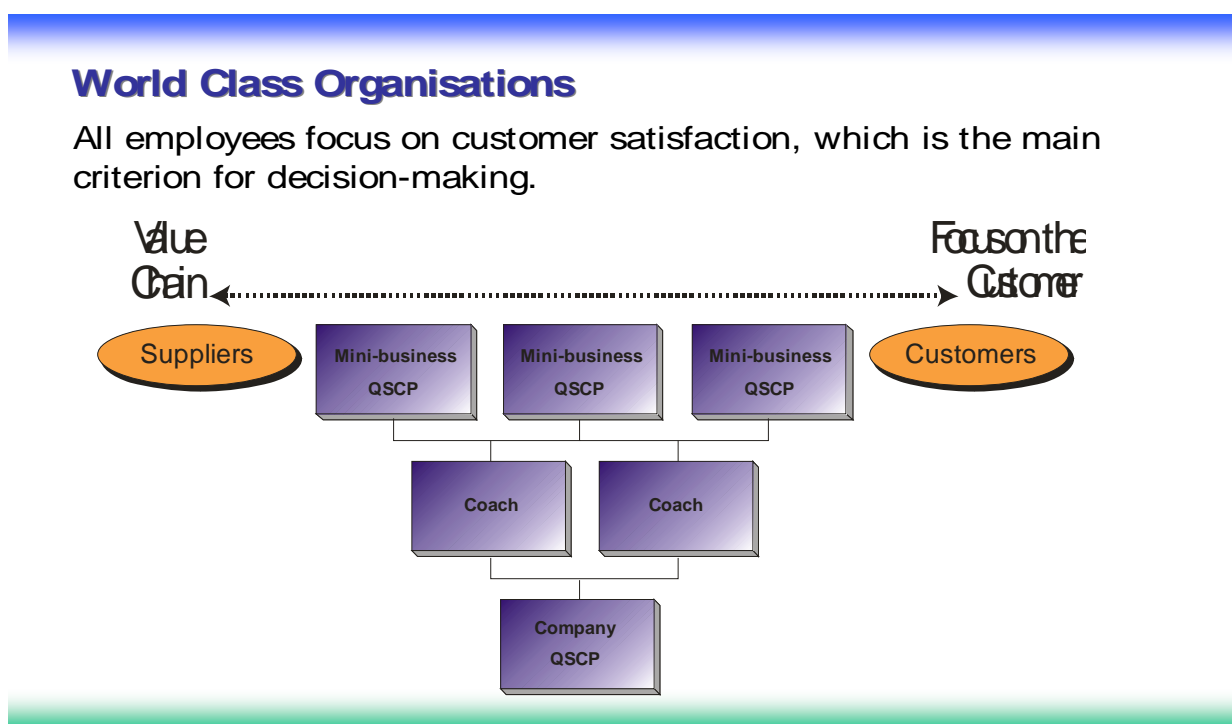 World Class Organisations
All employees focus on customer satisfaction, which is the main
criterion for decision-making.
Value
Chain
Focus on the
Customer
Suppliers
Mini-business
QSCP
Mini-business
QSCP
Mini-business
QSCP
Customers
Coach
Coach
Company
QSCP